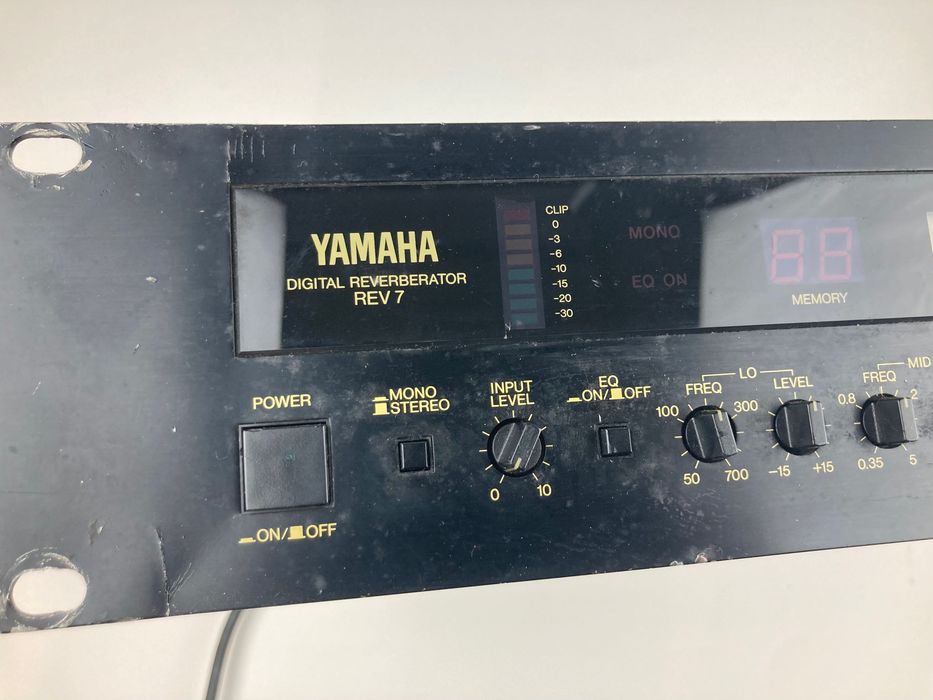 YAMAHA
DIGITAL REVERBERATOR
REV 7
CLIP
0
-3
-6
-10
-15
-20
-30
MONO
EQ ON
88
MEMORY
POWER
ON/OFF
MONO
STEREO
INPUT
LEVEL
0 10
EQ
ON/OFF
LO
FREQ LEVEL
100 300
50 700
-15 +15
MID
FREQ
0.8 2
0.35 5